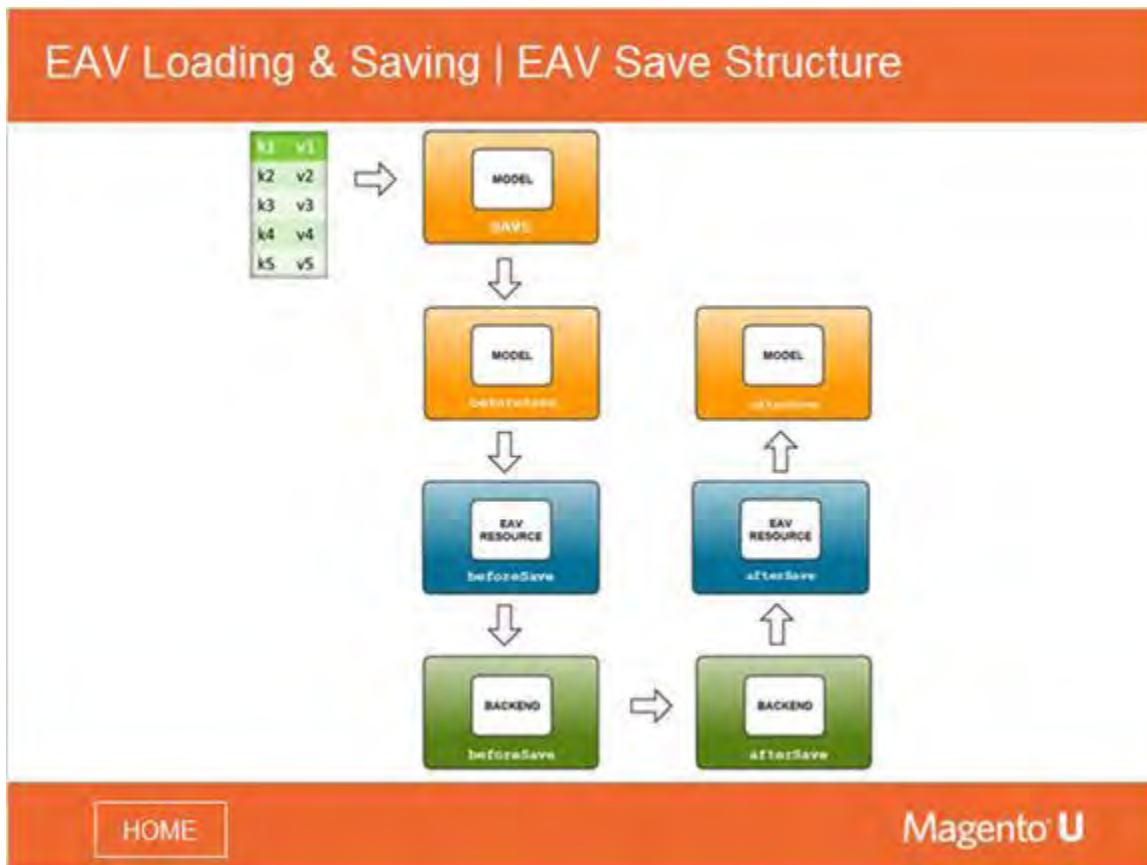 EAV Loading & Saving | EAV Save Structure
k1 v1
k2 v2
k3 v3
k4 v4
k5 v5
MODEL
SAVE
MODEL
beforeSave
MODEL
afterSave
EAV
RESOURCE
beforeSave
EAV
RESOURCE
afterSave
BACKEND
beforeSave
BACKEND
afterSave
HOME
Magento U